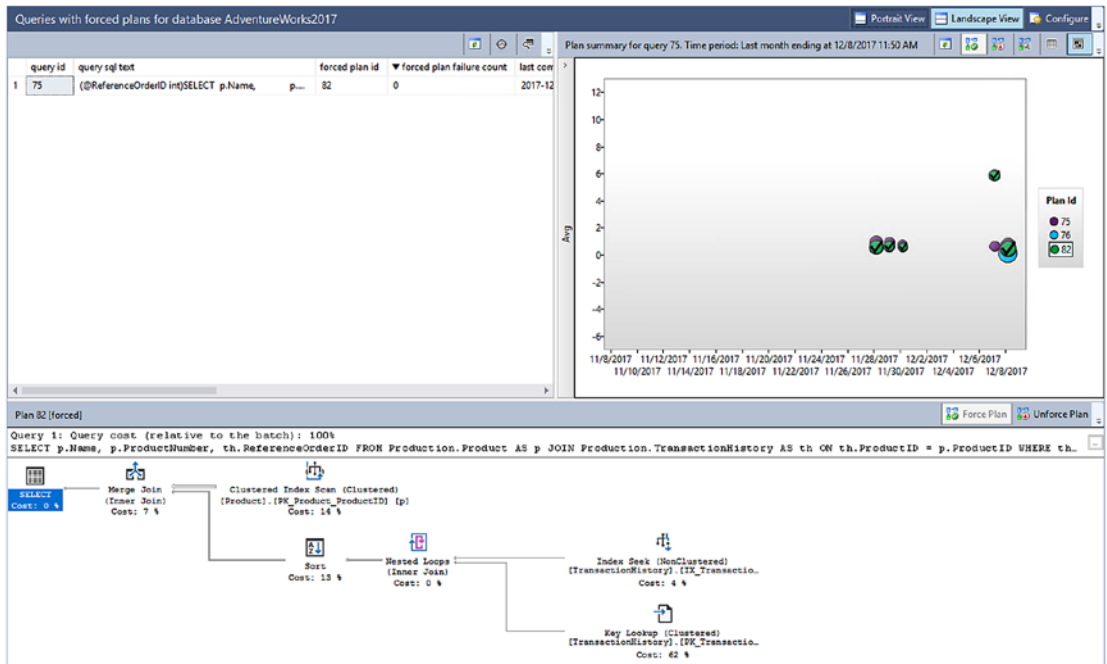 Queries with forced plans for database AdventureWorks2017
Portrait View Landscape View Configure
Plan summary for query 75. Time period: Last month ending at 12/8/2017 11:50 AM
query id query sql text forced plan id ▼ forced plan failure count last com
1 75 (@ReferenceOrderID int)SELECT p.Name, p.... 82 0 2017-12
12
10
8
6
4
2
0
-2
-4
-6
Avg
Plan Id
75
76
82
11/8/2017 11/12/2017 11/16/2017 11/20/2017 11/24/2017 11/28/2017 12/2/2017 12/6/2017
11/10/2017 11/14/2017 11/18/2017 11/22/2017 11/26/2017 11/30/2017 12/4/2017 12/8/2017
Plan 82 [forced]
Force Plan Unforce Plan
Query 1: Query cost (relative to the batch): 100%
SELECT p.Name, p.ProductNumber, th.ReferenceOrderID FROM Production.Product AS p JOIN Production.TransactionHistory AS th ON th.ProductID = p.ProductID WHERE th…
SELECT
Cost: 0 %
Merge Join
(Inner Join)
Cost: 7 %
Clustered Index Scan (Clustered)
[Product].[PK_Product_ProductID] [p]
Cost: 14 %
Sort
Cost: 13 %
Nested Loops
(Inner Join)
Cost: 0 %
Index Seek (NonClustered)
[TransactionHistory].[IX_Transactio…
Cost: 4 %
Key Lookup (Clustered)
[TransactionHistory].[PK_Transactio…
Cost: 62 %